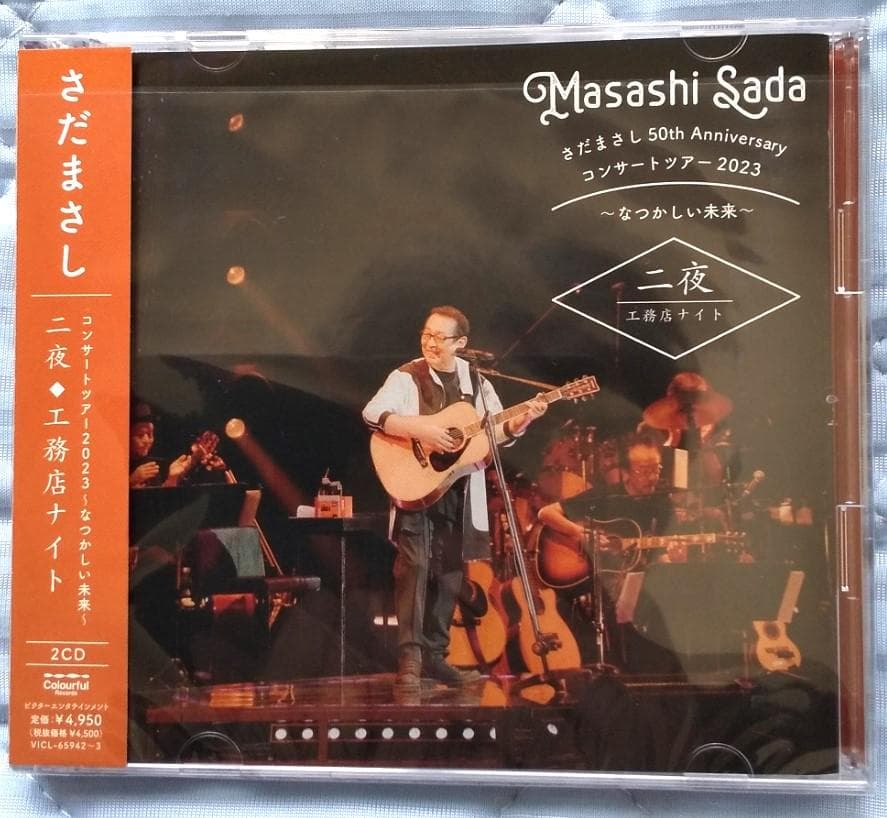 さだまさし
コンサートツアー2023～なつかしい未来～
二夜◆工務店ナイト
2CD
Colourful
Records
ビクターエンタテインメント
定価:￥4,950
(税抜価格 ￥4,500)
VICL-65942～3
Masashi Sada
さだまさし 50th Anniversary
コンサートツアー 2023
～なつかしい未来～
二夜
工務店ナイト